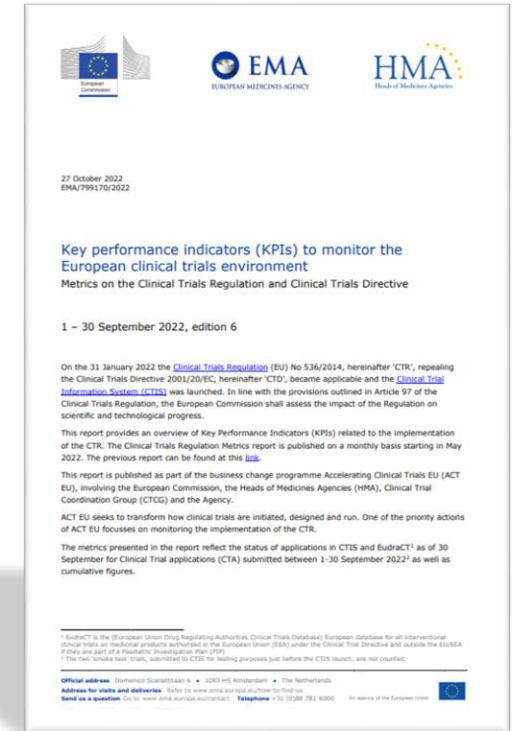 European
Commission
EMA
EUROPEAN MEDICINES AGENCY
HMA
Heads of Medicines Agencies
27 October 2022
EMA/799170/2022
Key performance indicators (KPIs) to monitor the
European clinical trials environment
Metrics on the Clinical Trials Regulation and Clinical Trials Directive
1 – 30 September 2022, edition 6
On the 31 January 2022 the Clinical Trials Regulation (EU) No 536/2014, hereinafter 'CTR', repealing
the Clinical Trials Directive 2001/20/EC, hereinafter 'CTD', became applicable and the Clinical Trial
Information System (CTIS) was launched. In line with the provisions outlined in Article 97 of the
Clinical Trials Regulation, the European Commission shall assess the impact of the Regulation on
scientific and technological progress.
This report provides an overview of Key Performance Indicators (KPIs) related to the implementation
of the CTR. The Clinical Trials Regulation Metrics report is published on a monthly basis starting in May
2022. The previous report can be found at this link.
This report is published as part of the business change programme Accelerating Clinical Trials EU (ACT
EU), involving the European Commission, the Heads of Medicines Agencies (HMA), Clinical Trial
Coordination Group (CTCG) and the Agency.
ACT EU seeks to transform how clinical trials are initiated, designed and run. One of the priority actions
of ACT EU focusses on monitoring the implementation of the CTR.
The metrics presented in the report reflect the status of applications in CTIS and EudraCT¹ as of 30
September for Clinical Trial applications (CTA) submitted between 1-30 September 2022² as well as
cumulative figures.
¹ EudraCT is the (European Union Drug Regulating Authorities Clinical Trials Database) European database for all interventional
clinical trials on medicinal products authorised in the European Union (EEA) under the Clinical Trial Directive and outside the EU/EEA
if they are part of a Paediatric Investigation Plan (PIP)
² The two 'smoke test' trials, submitted to CTIS for testing purposes just before the CTIS launch, are not counted.
Official address Domenico Scarlattilaan 6 • 1083 HS Amsterdam • The Netherlands
Address for visits and deliveries Refer to www.ema.europa.eu/how-to-find-us
Send us a question Go to www.ema.europa.eu/contact Telephone +31 (0)88 781 6000 An agency of the European Union